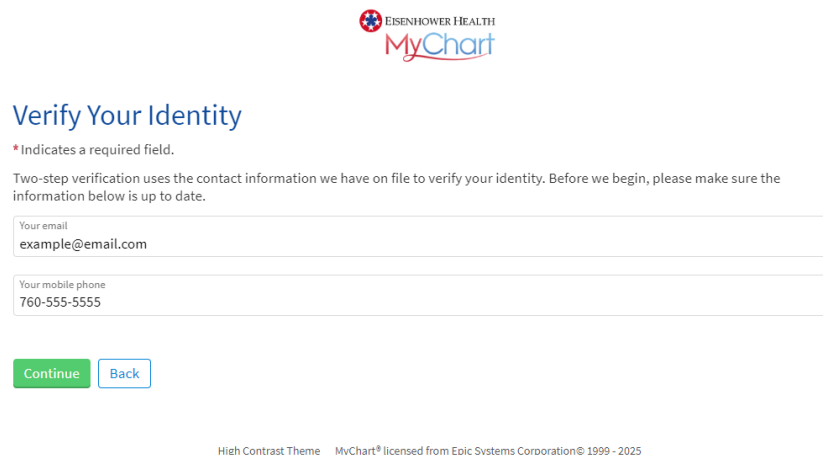 EISENHOWER HEALTH
MyChart
Verify Your Identity
*Indicates a required field.
Two-step verification uses the contact information we have on file to verify your identity. Before we begin, please make sure the
information below is up to date.
Your email
example@email.com
Your mobile phone
760-555-5555
Continue Back
High Contrast Theme MyChart® licensed from Epic Systems Corporation© 1999 - 2025